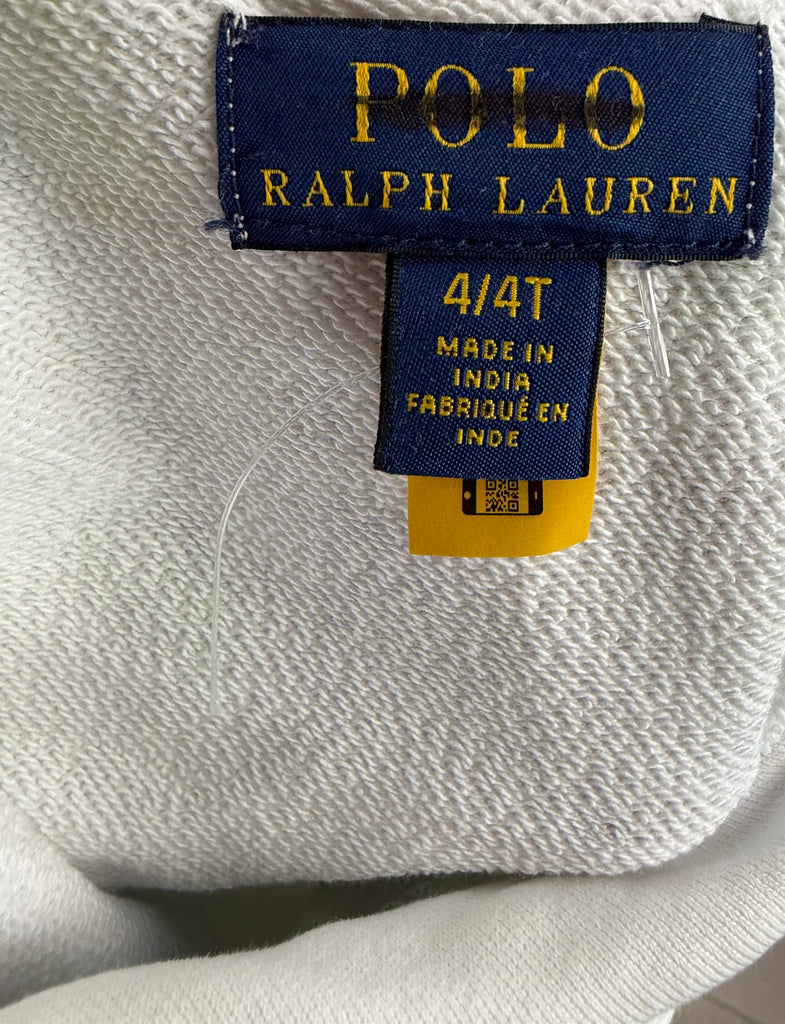 POLO
RALPH LAUREN
4/4T
MADE IN
INDIA
FABRIQUÉ EN
INDE